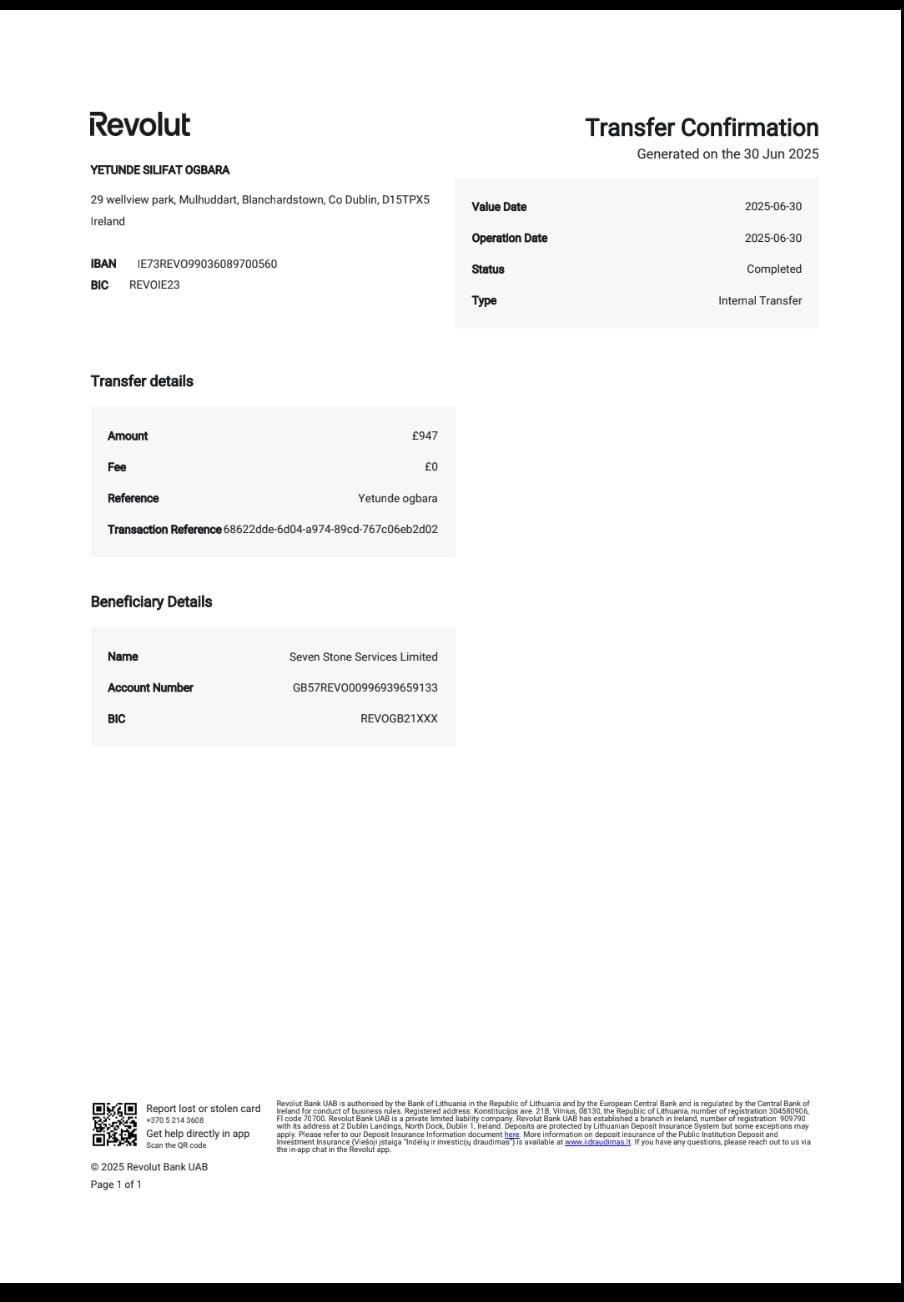 Revolut
Transfer Confirmation
Generated on the 30 Jun 2025
YETUNDE SILIFAT OGBARA
29 wellview park, Mulhuddart, Blanchardstown, Co Dublin, D15TPX5
Ireland
IBAN IE73REVO99036089700560
BIC REVOIE23
Value Date 2025-06-30
Operation Date 2025-06-30
Status Completed
Type Internal Transfer
Transfer details
Amount £947
Fee £0
Reference Yetunde ogbara
Transaction Reference 68622dde-6d04-a974-89cd-767c06eb2d02
Beneficiary Details
Name Seven Stone Services Limited
Account Number GB57REVO00996939659133
BIC REVOGB21XXX
Report lost or stolen card
+370 5 214 3608
Get help directly in app
Scan the QR code
Revolut Bank UAB is authorised by the Bank of Lithuania in the Republic of Lithuania and by the European Central Bank and is regulated by the Central Bank of
Ireland for conduct of business rules. Registered address: Konstitucijos ave. 21B, Vilnius, 08130, the Republic of Lithuania, number of registration 304580906,
FI code 70700. Revolut Bank UAB is a private limited liability company. Revolut Bank UAB has established a branch in Ireland, number of registration: 909790
with its address at 2 Dublin Landings, North Dock, Dublin 1, Ireland. Deposits are protected by Lithuanian Deposit Insurance System but some exceptions may
apply. Please refer to our Deposit Insurance Information document here. More information on deposit insurance of the Public Institution Deposit and
Investment Insurance (Viešoji įstaiga "Indėlių ir investicijų draudimas") is available at www.iidraudimas.lt. If you have any questions, please reach out to us via
the in-app chat in the Revolut app.
© 2025 Revolut Bank UAB
Page 1 of 1